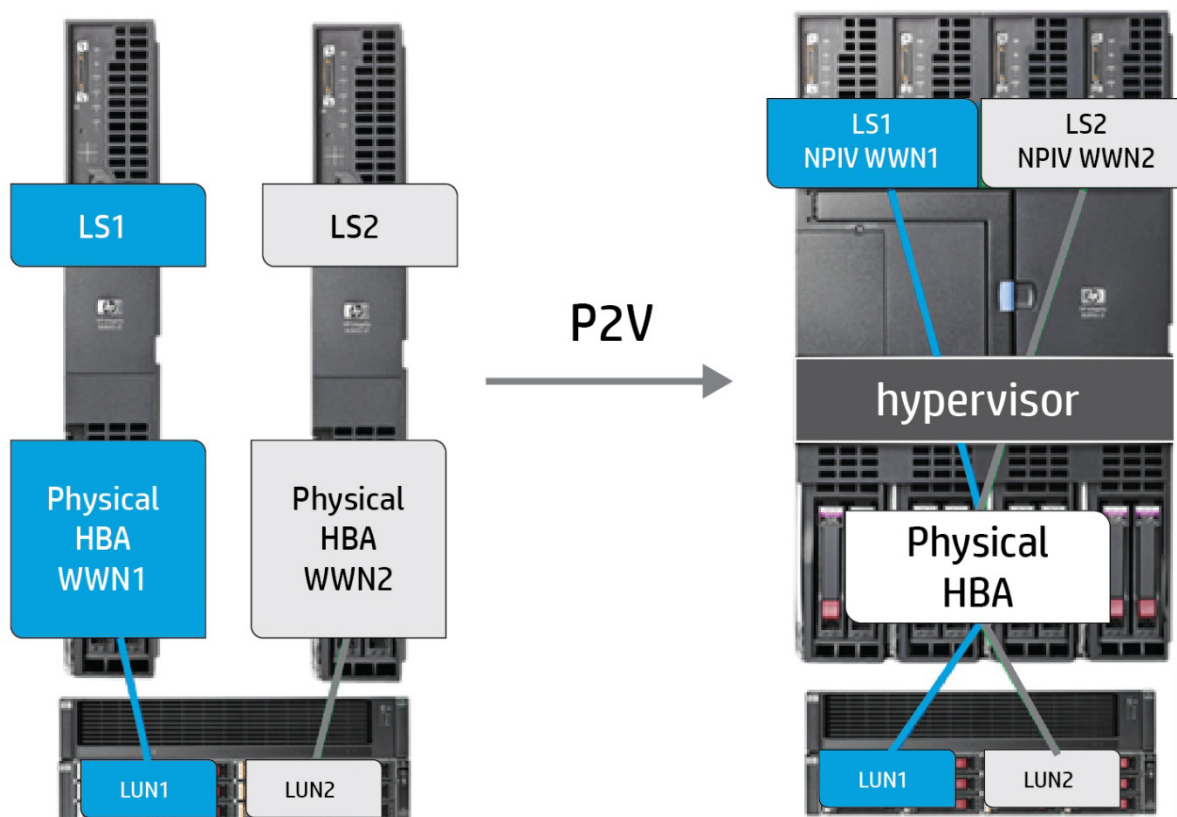 LS1
LS2
Physical
HBA
WWN1
Physical
HBA
WWN2
LUN1
LUN2
P2V
LS1
NPIV WWN1
LS2
NPIV WWN2
hypervisor
Physical
HBA
LUN1
LUN2